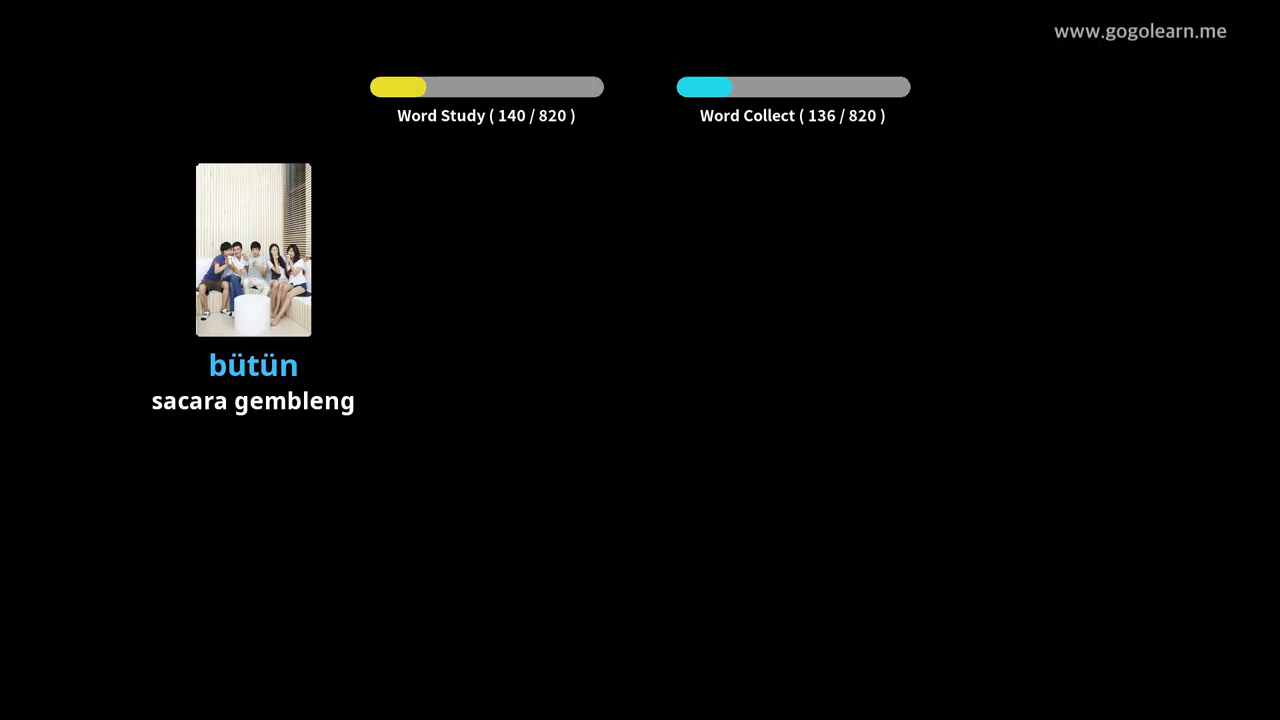 www.gogolearn.me
Word Study ( 140 / 820 )
Word Collect ( 136 / 820 )
bütün
sacara gembleng